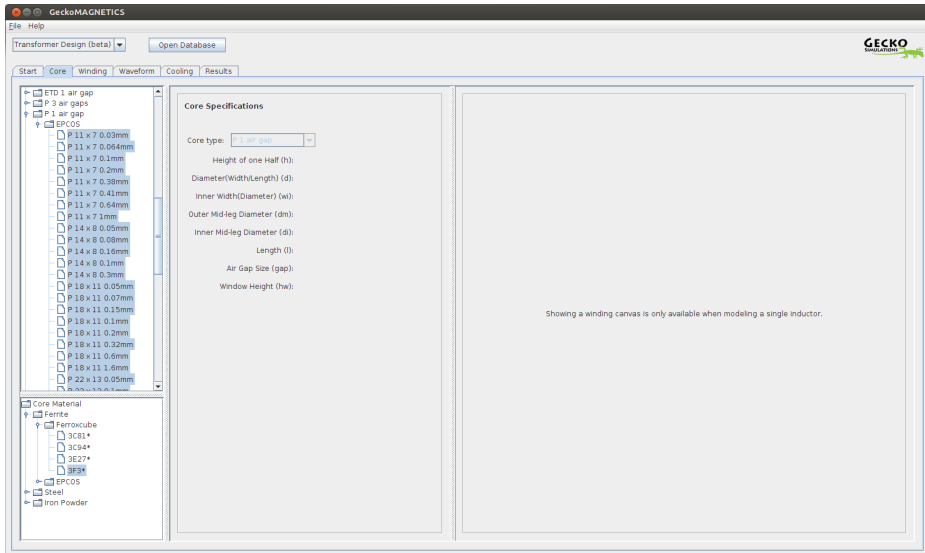 GeckoMAGNETICS
File Help
Transformer Design (beta)
Open Database
GECKO
SIMULATIONS
Start
Core
Winding
Waveform
Cooling
Results
ETD 1 air gap
P 3 air gaps
P 1 air gap
EPCOS
P 11 x 7 0.03mm
P 11 x 7 0.064mm
P 11 x 7 0.1mm
P 11 x 7 0.2mm
P 11 x 7 0.38mm
P 11 x 7 0.41mm
P 11 x 7 0.64mm
P 11 x 7 1mm
P 14 x 8 0.05mm
P 14 x 8 0.08mm
P 14 x 8 0.16mm
P 14 x 8 0.1mm
P 14 x 8 0.3mm
P 18 x 11 0.05mm
P 18 x 11 0.07mm
P 18 x 11 0.15mm
P 18 x 11 0.1mm
P 18 x 11 0.2mm
P 18 x 11 0.32mm
P 18 x 11 0.6mm
P 18 x 11 1.6mm
P 22 x 13 0.05mm
P 22 x 13 0.1mm
Core Material
Ferrite
Ferroxcube
3C81*
3C94*
3E27*
3F3*
EPCOS
Steel
Iron Powder
Core Specifications
Core type: P 1 air gap
Height of one Half (h):
Diameter(Width/Length) (d):
Inner Width(Diameter) (wi):
Outer Mid-leg Diameter (dm):
Inner Mid-leg Diameter (di):
Length (l):
Air Gap Size (gap):
Window Height (hw):
Showing a winding canvas is only available when modeling a single inductor.